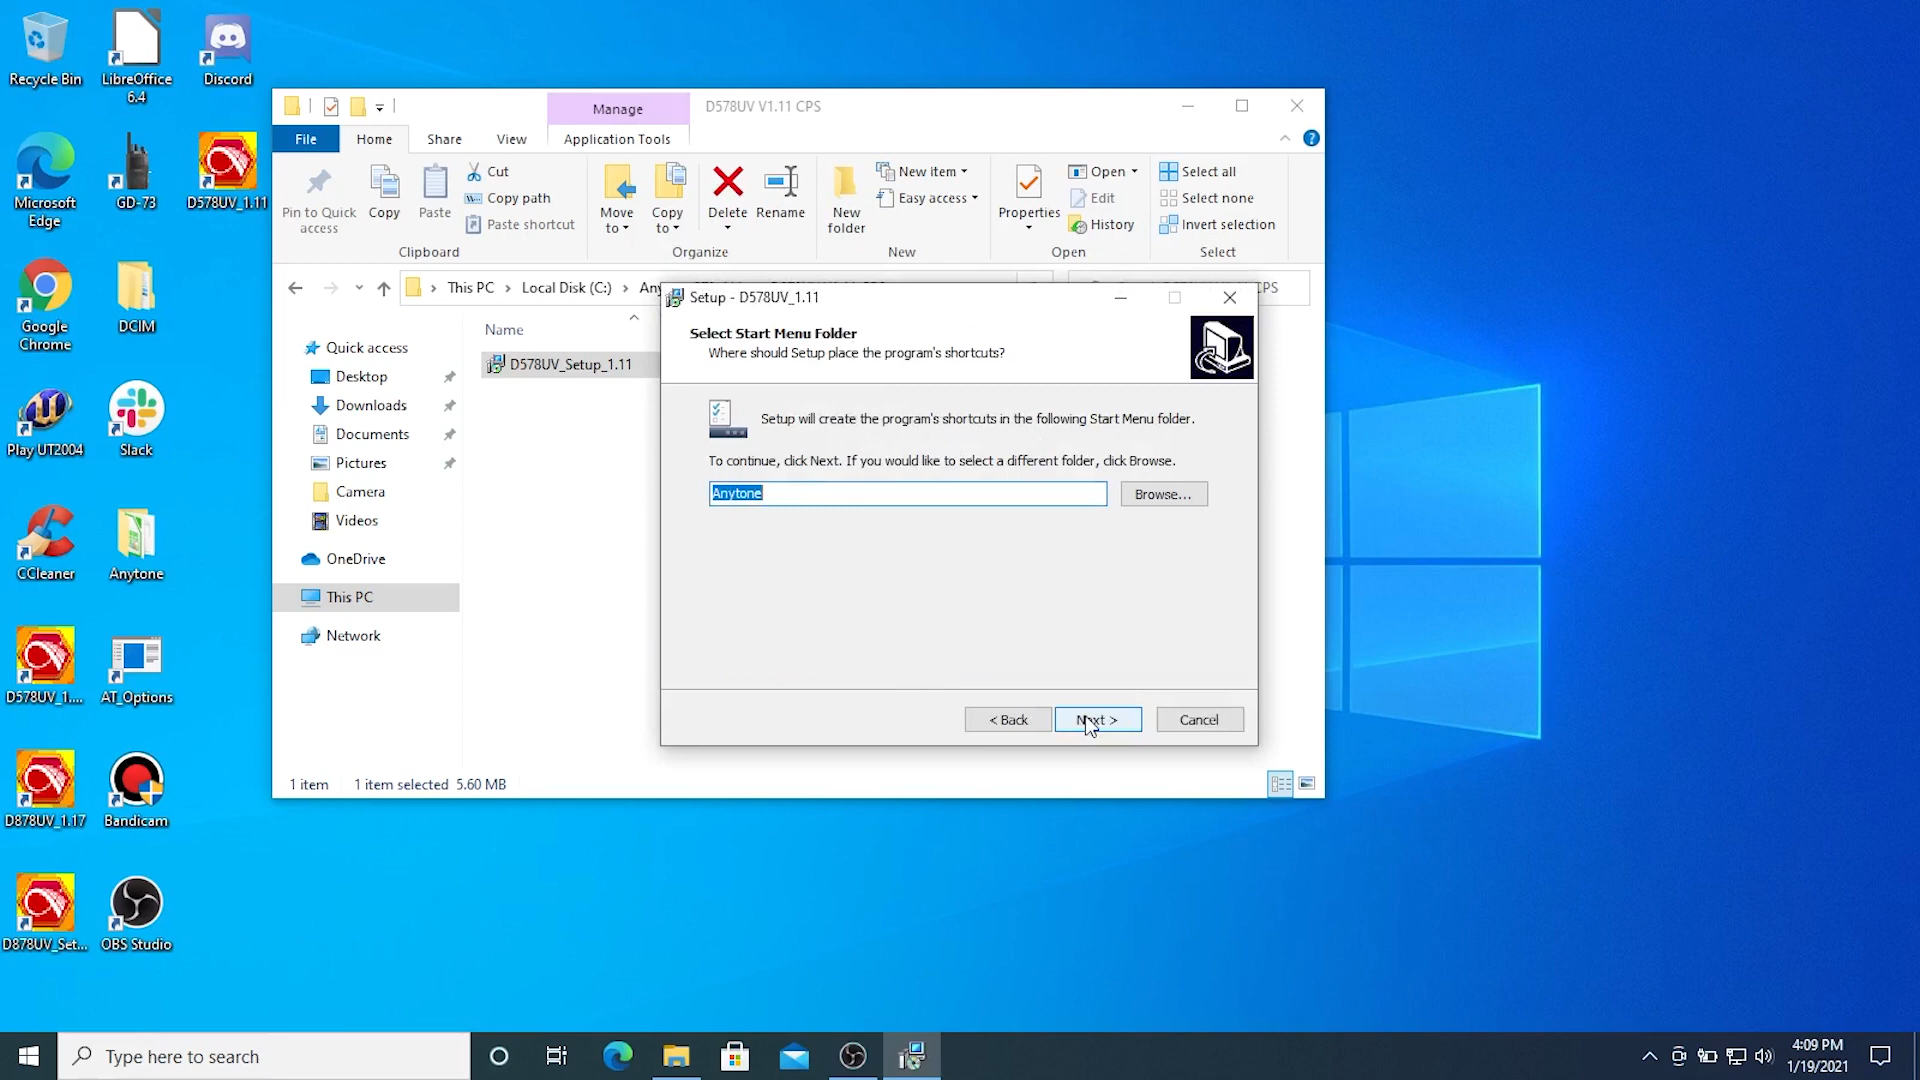 Recycle Bin
LibreOffice
6.4
Discord
Microsoft
Edge
GD-73
D578UV_1.11
Google
Chrome
DCIM
Play UT2004
Slack
CCleaner
Anytone
D578UV_1....
AT_Options
D878UV_1.17
Bandicam
D878UV_Set...
OBS Studio
Manage
D578UV V1.11 CPS
File
Home
Share
View
Application Tools
Pin to Quick
access
Copy
Paste
Cut
Copy path
Paste shortcut
Clipboard
Move
to
Copy
to
Delete
Rename
Organize
New
folder
New item
Easy access
New
Properties
Open
Edit
History
Open
Select all
Select none
Invert selection
Select
This PC
Local Disk (C:)
Any
CPS
Name
Quick access
Desktop
Downloads
Documents
Pictures
Camera
Videos
OneDrive
This PC
Network
D578UV_Setup_1.11
1 item
1 item selected 5.60 MB
Setup - D578UV_1.11
Select Start Menu Folder
Where should Setup place the program's shortcuts?
Setup will create the program's shortcuts in the following Start Menu folder.
To continue, click Next. If you would like to select a different folder, click Browse.
Anytone
Browse...
< Back
Next >
Cancel
Type here to search
4:09 PM
1/19/2021